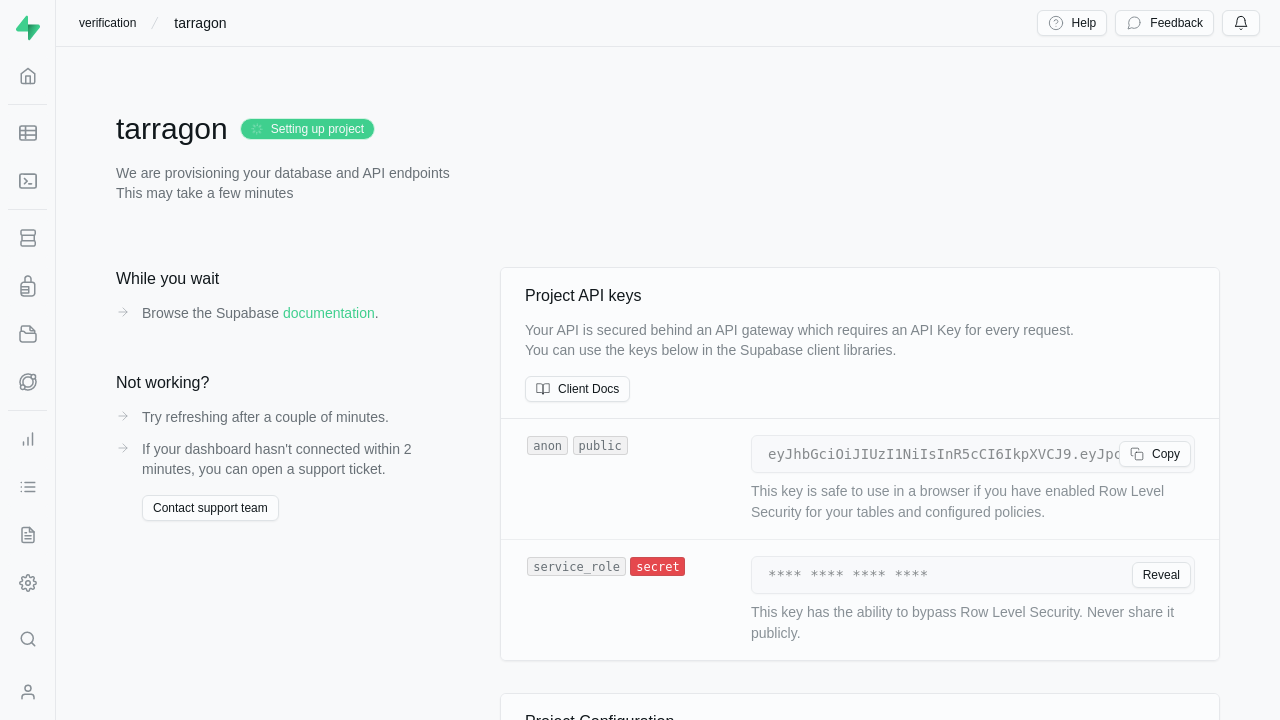 verification / tarragon
Help
Feedback
tarragon
Setting up project
We are provisioning your database and API endpoints
This may take a few minutes
While you wait
Browse the Supabase documentation.
Not working?
Try refreshing after a couple of minutes.
If your dashboard hasn't connected within 2
minutes, you can open a support ticket.
Contact support team
Project API keys
Your API is secured behind an API gateway which requires an API Key for every request.
You can use the keys below in the Supabase client libraries.
Client Docs
anon public
eyJhbGciOiJIUzI1NiIsInR5cCI6IkpXVCJ9.eyJpc
Copy
This key is safe to use in a browser if you have enabled Row Level
Security for your tables and configured policies.
service_role secret
**** **** **** ****
Reveal
This key has the ability to bypass Row Level Security. Never share it
publicly.
Project Configuration